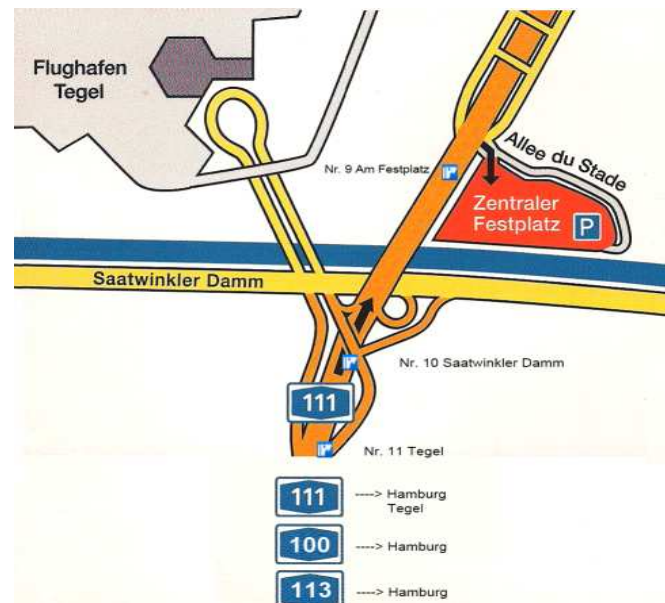 Flughafen
Tegel
Nr. 9 Am Festplatz
Allee du Stade
Zentraler
Festplatz
P
Saatwinkler Damm
Nr. 10 Saatwinkler Damm
111
Nr. 11 Tegel
111 ----> Hamburg
Tegel
100 ----> Hamburg
113 ----> Hamburg